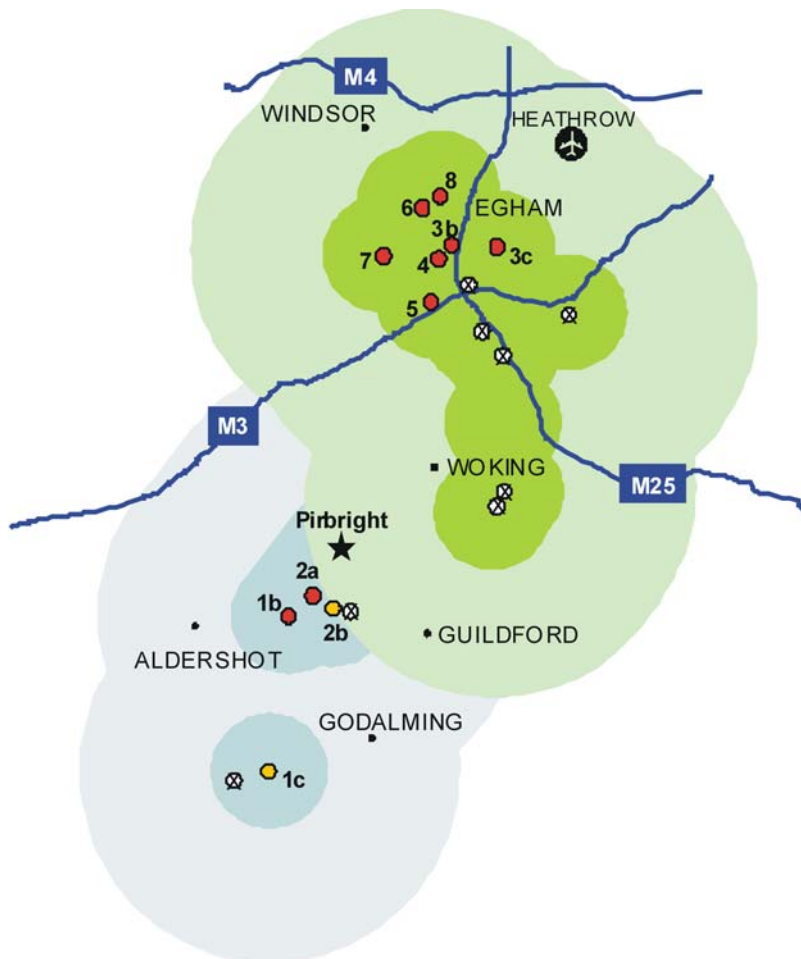 M4
WINDSOR
HEATHROW
8
6
EGHAM
3b
3c
7
4
5
M3
WOKING
M25
Pirbright
2a
1b
2b
GUILDFORD
ALDERSHOT
GODALMING
1c